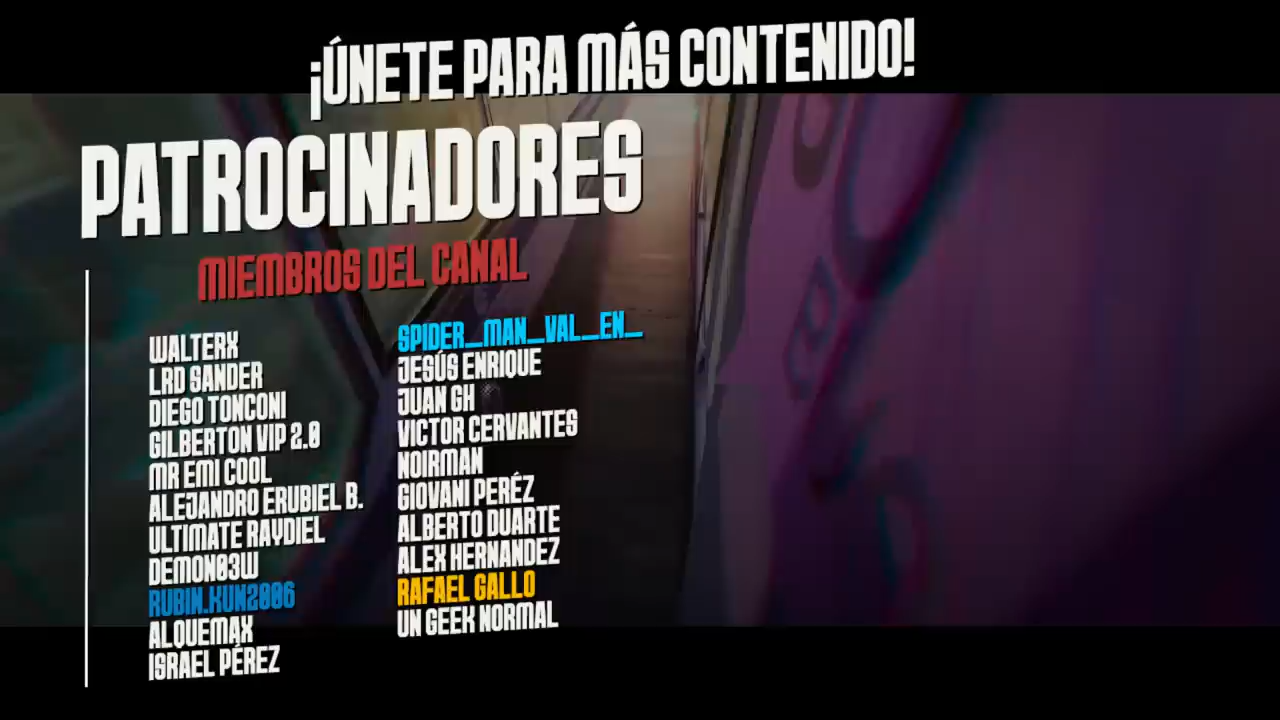 ¡ÚNETE PARA MÁS CONTENIDO!
PATROCINADORES
MIEMBROS DEL CANAL
WALTERX
LRD SANDER
DIEGO TONCONI
GILBERTON VIP 2.0
MR EMI COOL
ALEJANDRO ERUBIEL B.
ULTIMATE RAYDIEL
DEMON03W
RUBIN.KUN2006
ALQUEMAX
ISRAEL PÉREZ
SPIDER_MAN_VAL_EN_
JESÚS ENRIQUE
JUAN GH
VICTOR CERVANTES
NOIRMAN
GIOVANI PERÉZ
ALBERTO DUARTE
ALEX HERNANDEZ
RAFAEL GALLO
UN GEEK NORMAL